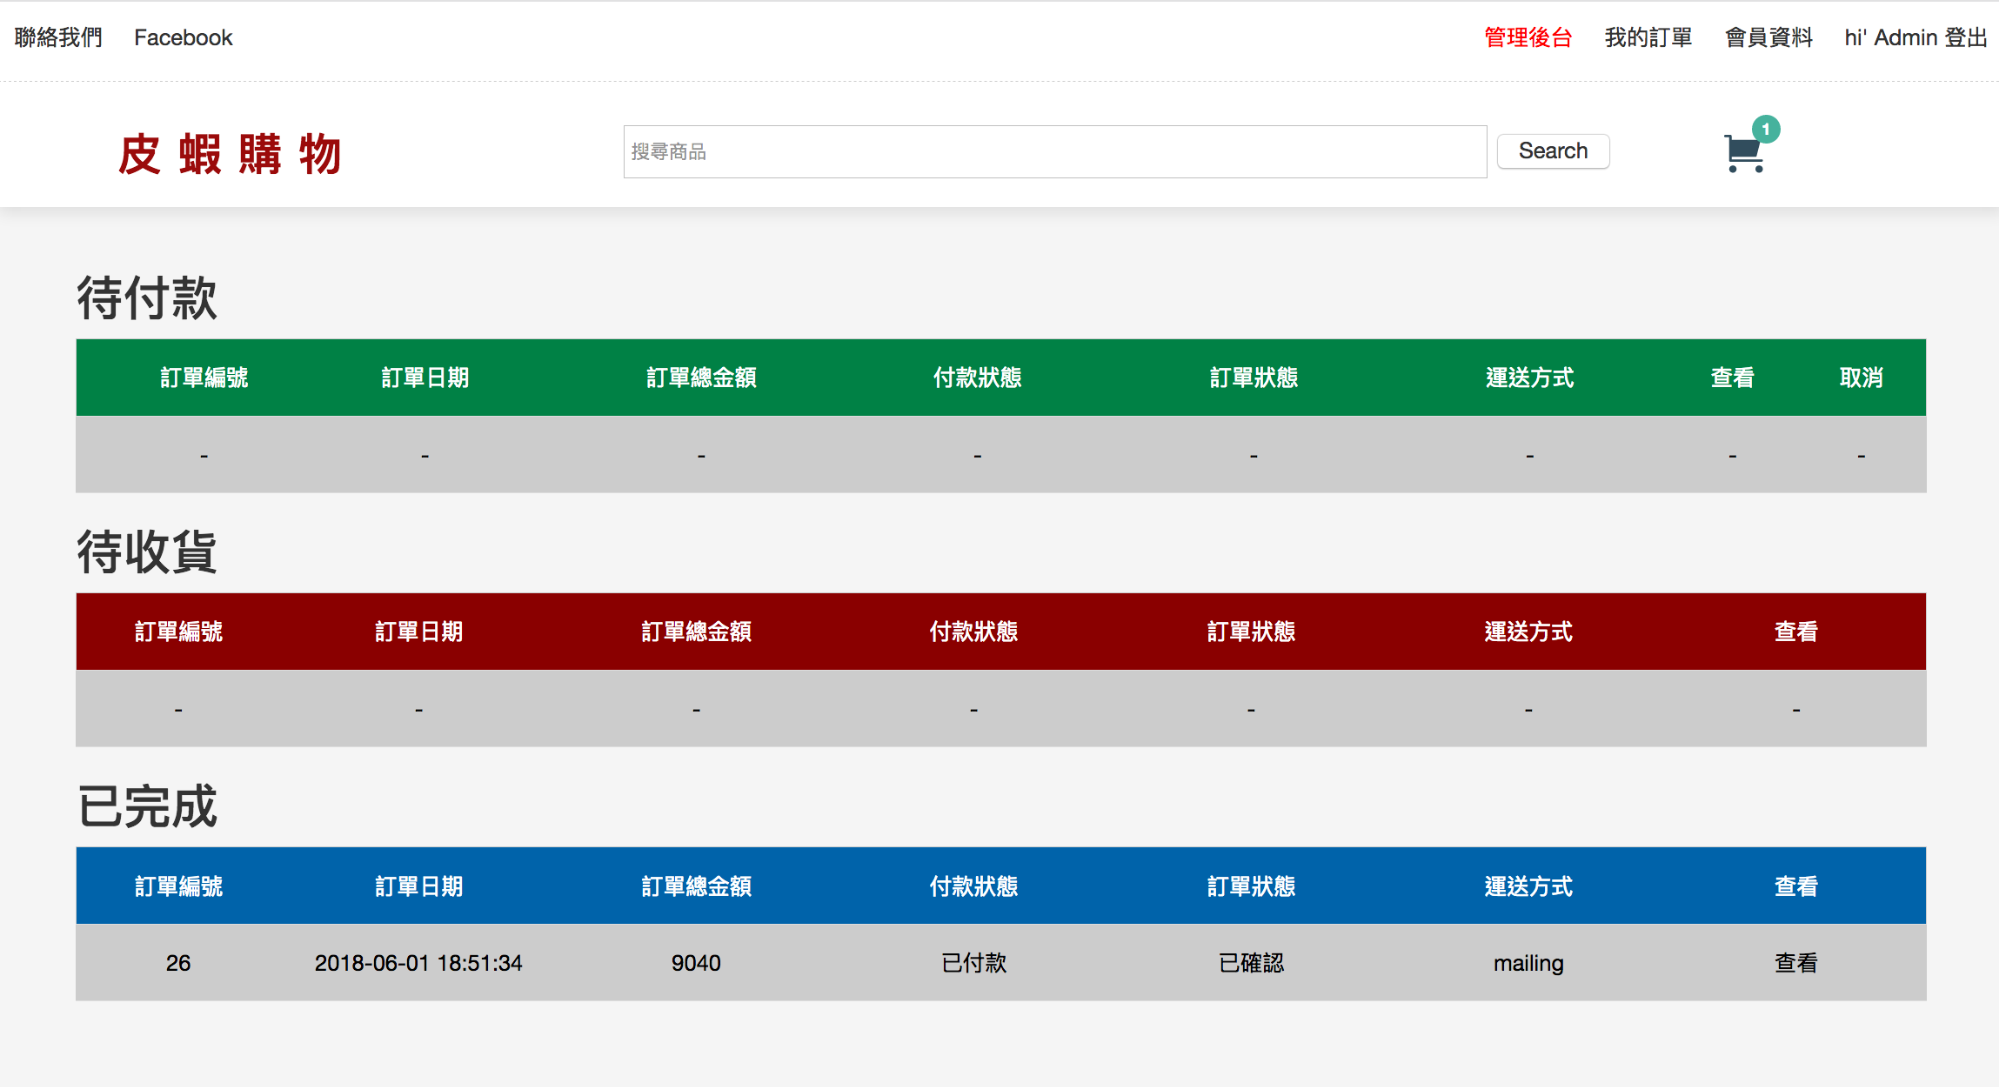 聯絡我們 Facebook 管理後台 我的訂單 會員資料 hi' Admin 登出
皮蝦購物 搜尋商品 Search 1
待付款
訂單編號 訂單日期 訂單總金額 付款狀態 訂單狀態 運送方式 查看 取消
- - - - - - - -
待收貨
訂單編號 訂單日期 訂單總金額 付款狀態 訂單狀態 運送方式 查看
- - - - - - -
已完成
訂單編號 訂單日期 訂單總金額 付款狀態 訂單狀態 運送方式 查看
26 2018-06-01 18:51:34 9040 已付款 已確認 mailing 查看